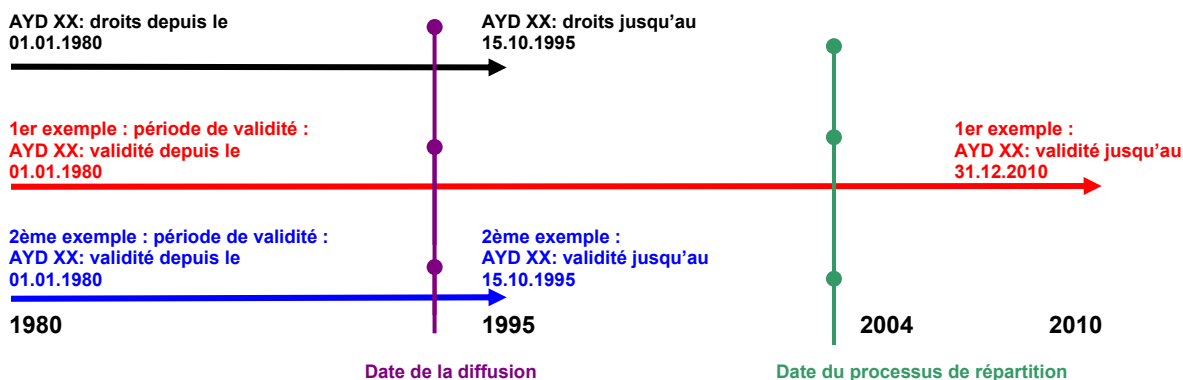 AYD XX: droits depuis le
01.01.1980
AYD XX: droits jusqu’au
15.10.1995
1er exemple : période de validité :
AYD XX: validité depuis le
01.01.1980
1er exemple :
AYD XX: validité jusqu’au
31.12.2010
2ème exemple : période de validité :
AYD XX: validité depuis le
01.01.1980
2ème exemple :
AYD XX: validité jusqu’au
15.10.1995
1980
1995
2004
2010
Date de la diffusion
Date du processus de répartition